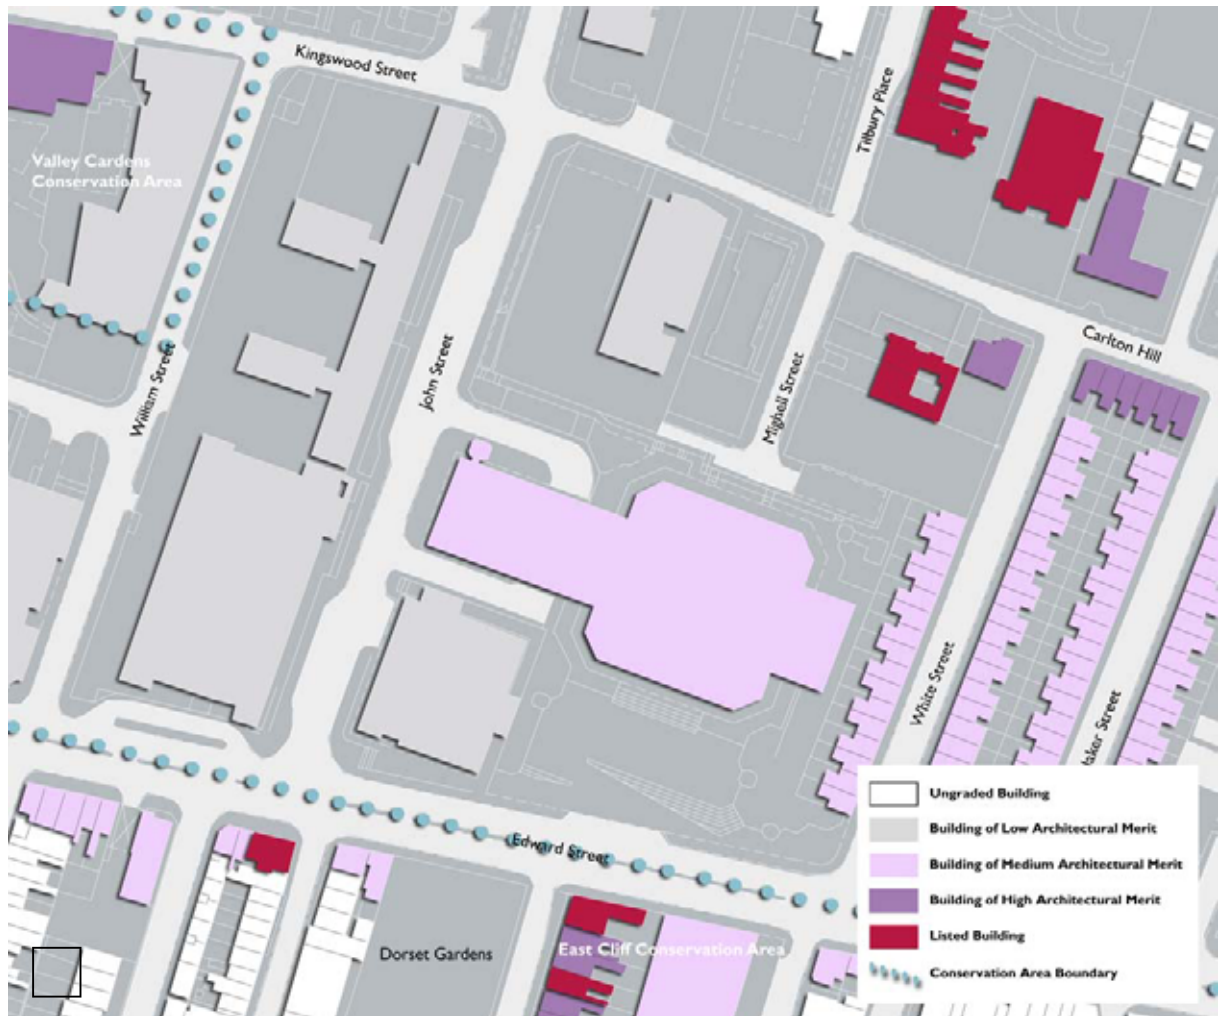 Kingswood Street
Tilbury Place
Valley Cardens
Conservation Area
Carlton Hill
William Street
John Street
Mighell Street
White Street
Edward Street
Dorset Gardens
East Cliff Conservation Area
Ungraded Building
Building of Low Architectural Merit
Building of Medium Architectural Merit
Building of High Architectural Merit
Listed Building
Conservation Area Boundary